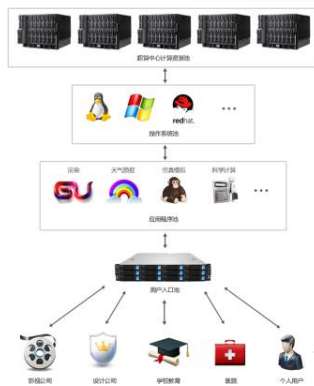 超算中心计算资源池
redhat.
操作系统池
渲染 天气预报 仿真模拟 科学计算
应用程序池
用户入口池
影视公司 设计公司 学校教育 医院 个人用户